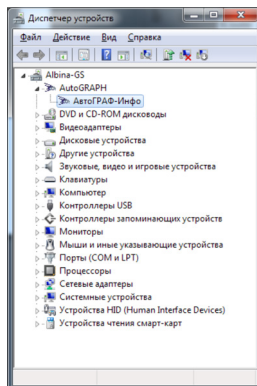 Диспетчер устройств
Файл Действие Вид Справка
Albina-GS
AutoGRAPH
АвтоГРАФ-Инфо
DVD и CD-ROM дисководы
Видеоадаптеры
Дисковые устройства
Другие устройства
Звуковые, видео и игровые устройства
Клавиатуры
Компьютер
Контроллеры USB
Контроллеры запоминающих устройств
Мониторы
Мыши и иные указывающие устройства
Порты (COM и LPT)
Процессоры
Сетевые адаптеры
Системные устройства
Устройства HID (Human Interface Devices)
Устройства чтения смарт-карт